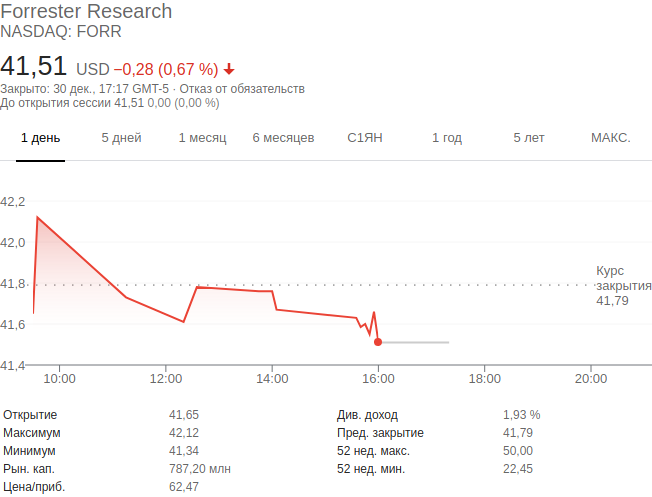 Forrester Research
NASDAQ: FORR
41,51 USD −0,28 (0,67 %)
Закрыто: 30 дек., 17:17 GMT-5 · Отказ от обязательств
До открытия сессии 41,51 0,00 (0,00 %)
1 день 5 дней 1 месяц 6 месяцев С1ЯН 1 год 5 лет МАКС.
42,2
42,0
41,8
41,6
41,4
Курс
закрытия
41,79
10:00 12:00 14:00 16:00 18:00 20:00
Открытие 41,65 Див. доход 1,93 %
Максимум 42,12 Пред. закрытие 41,79
Минимум 41,34 52 нед. макс. 50,00
Рын. кап. 787,20 млн 52 нед. мин. 22,45
Цена/приб. 62,47